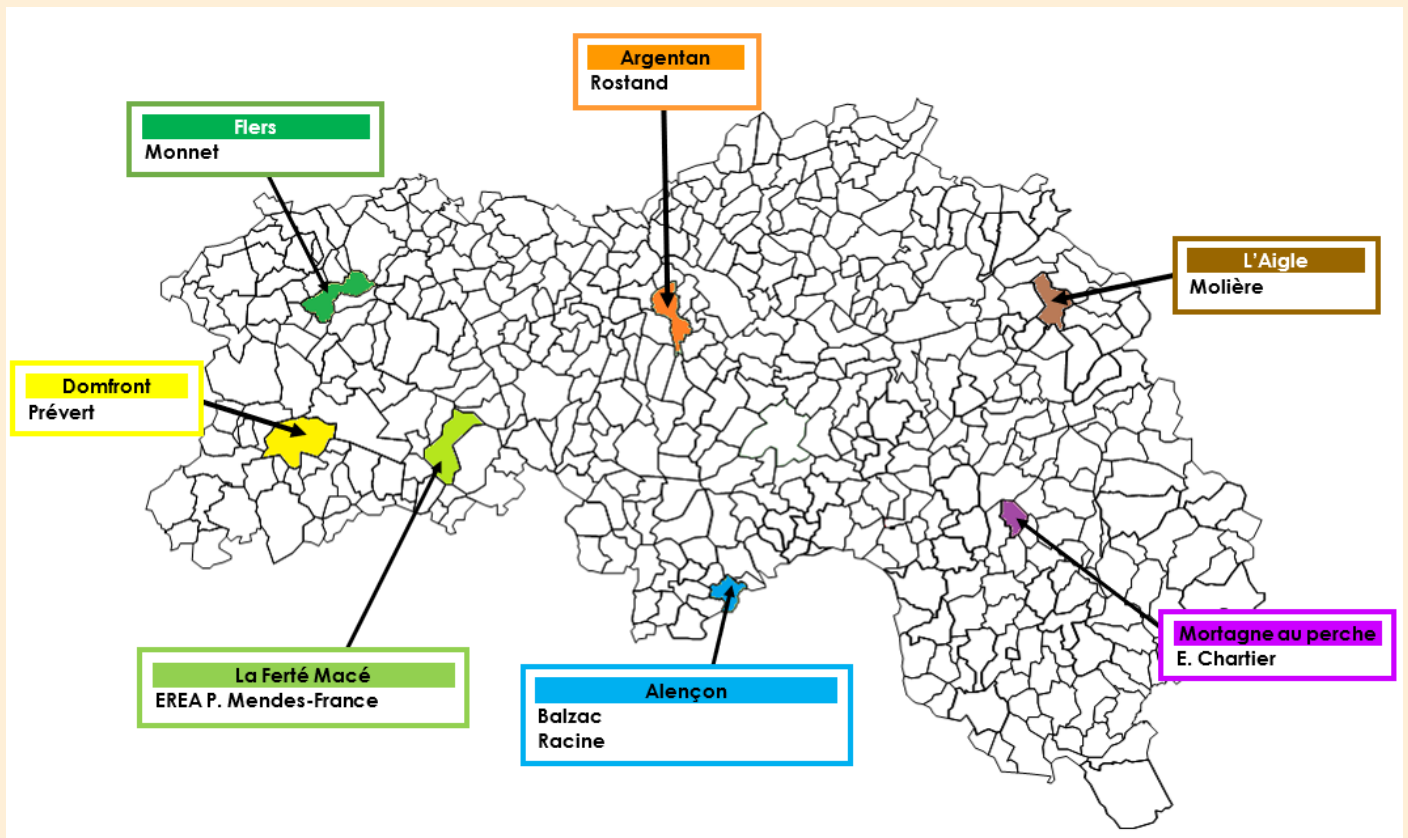 Argentan
Rostand
Flers
Monnet
L'Aigle
Molière
Domfront
Prévert
Mortagne au perche
E. Chartier
La Ferté Macé
EREA P. Mendes-France
Alençon
Balzac
Racine